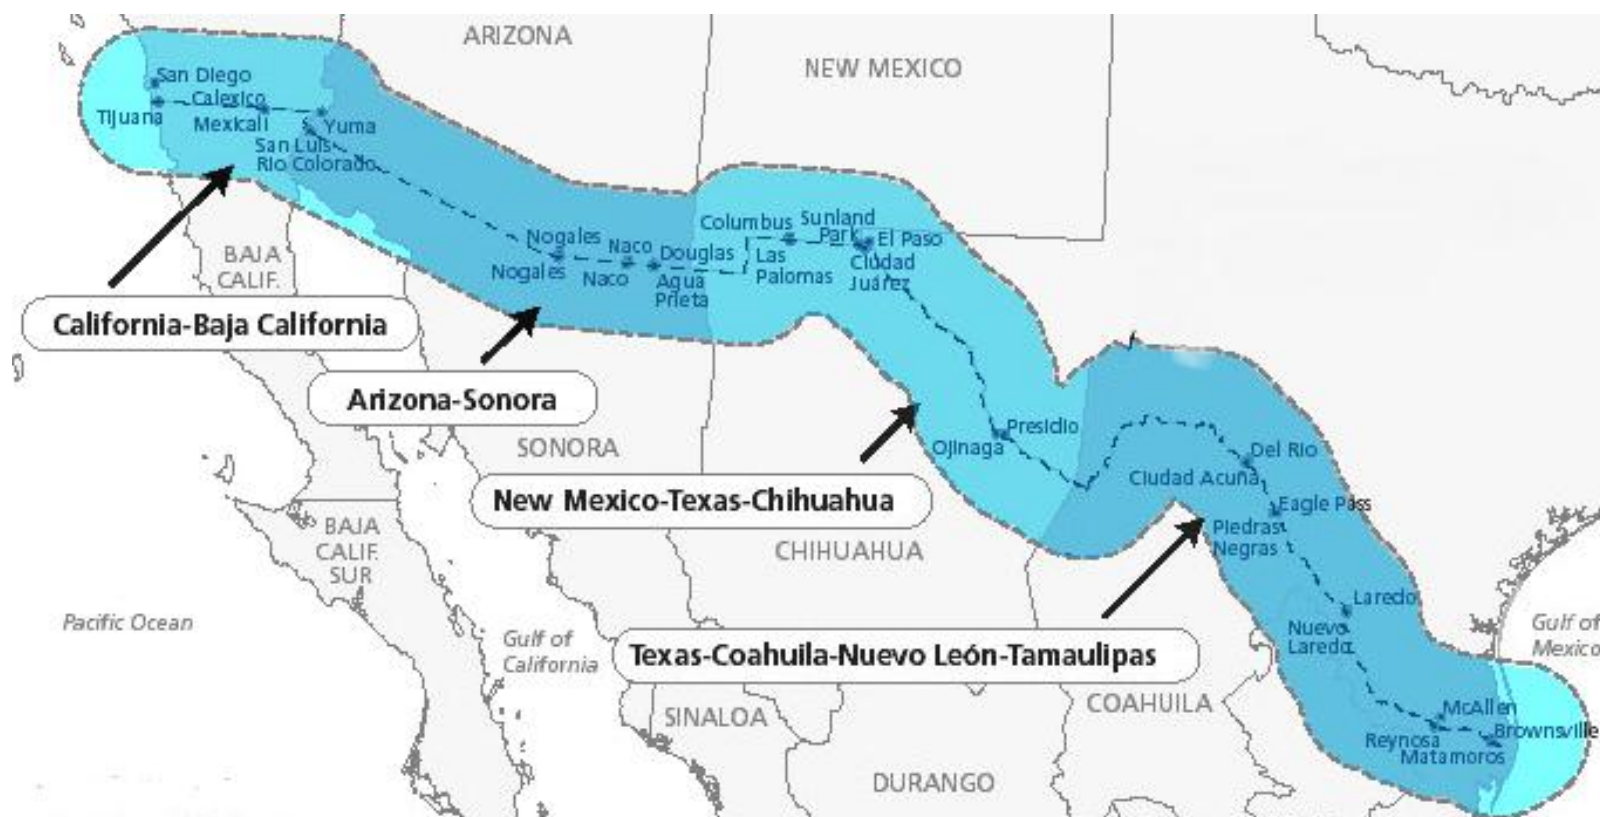 ARIZONA
NEW MEXICO
San Diego
Calexico
Tijuana
Mexicali
Yuma
San Luis
Rio Colorado
Columbus
Sunland
Park
El Paso
Nogales
Naco
Douglas
Las
Palomas
Ciudad
Juárez
Nogales
Naco
Agua
Prieta
BAJA
CALIF.
California-Baja California
Arizona-Sonora
SONORA
Presidio
Ojinaga
Del Rio
Ciudad Acuña
New Mexico-Texas-Chihuahua
Eagle Pass
Piedras
Negras
BAJA
CALIF.
SUR
CHIHUAHUA
Laredo
Nuevo
Laredo
Pacific Ocean
Gulf of
California
Gulf of
Mexico
Texas-Coahuila-Nuevo León-Tamaulipas
SINALOA
COAHUILA
McAllen
Brownsville
Reynosa
Matamoros
DURANGO